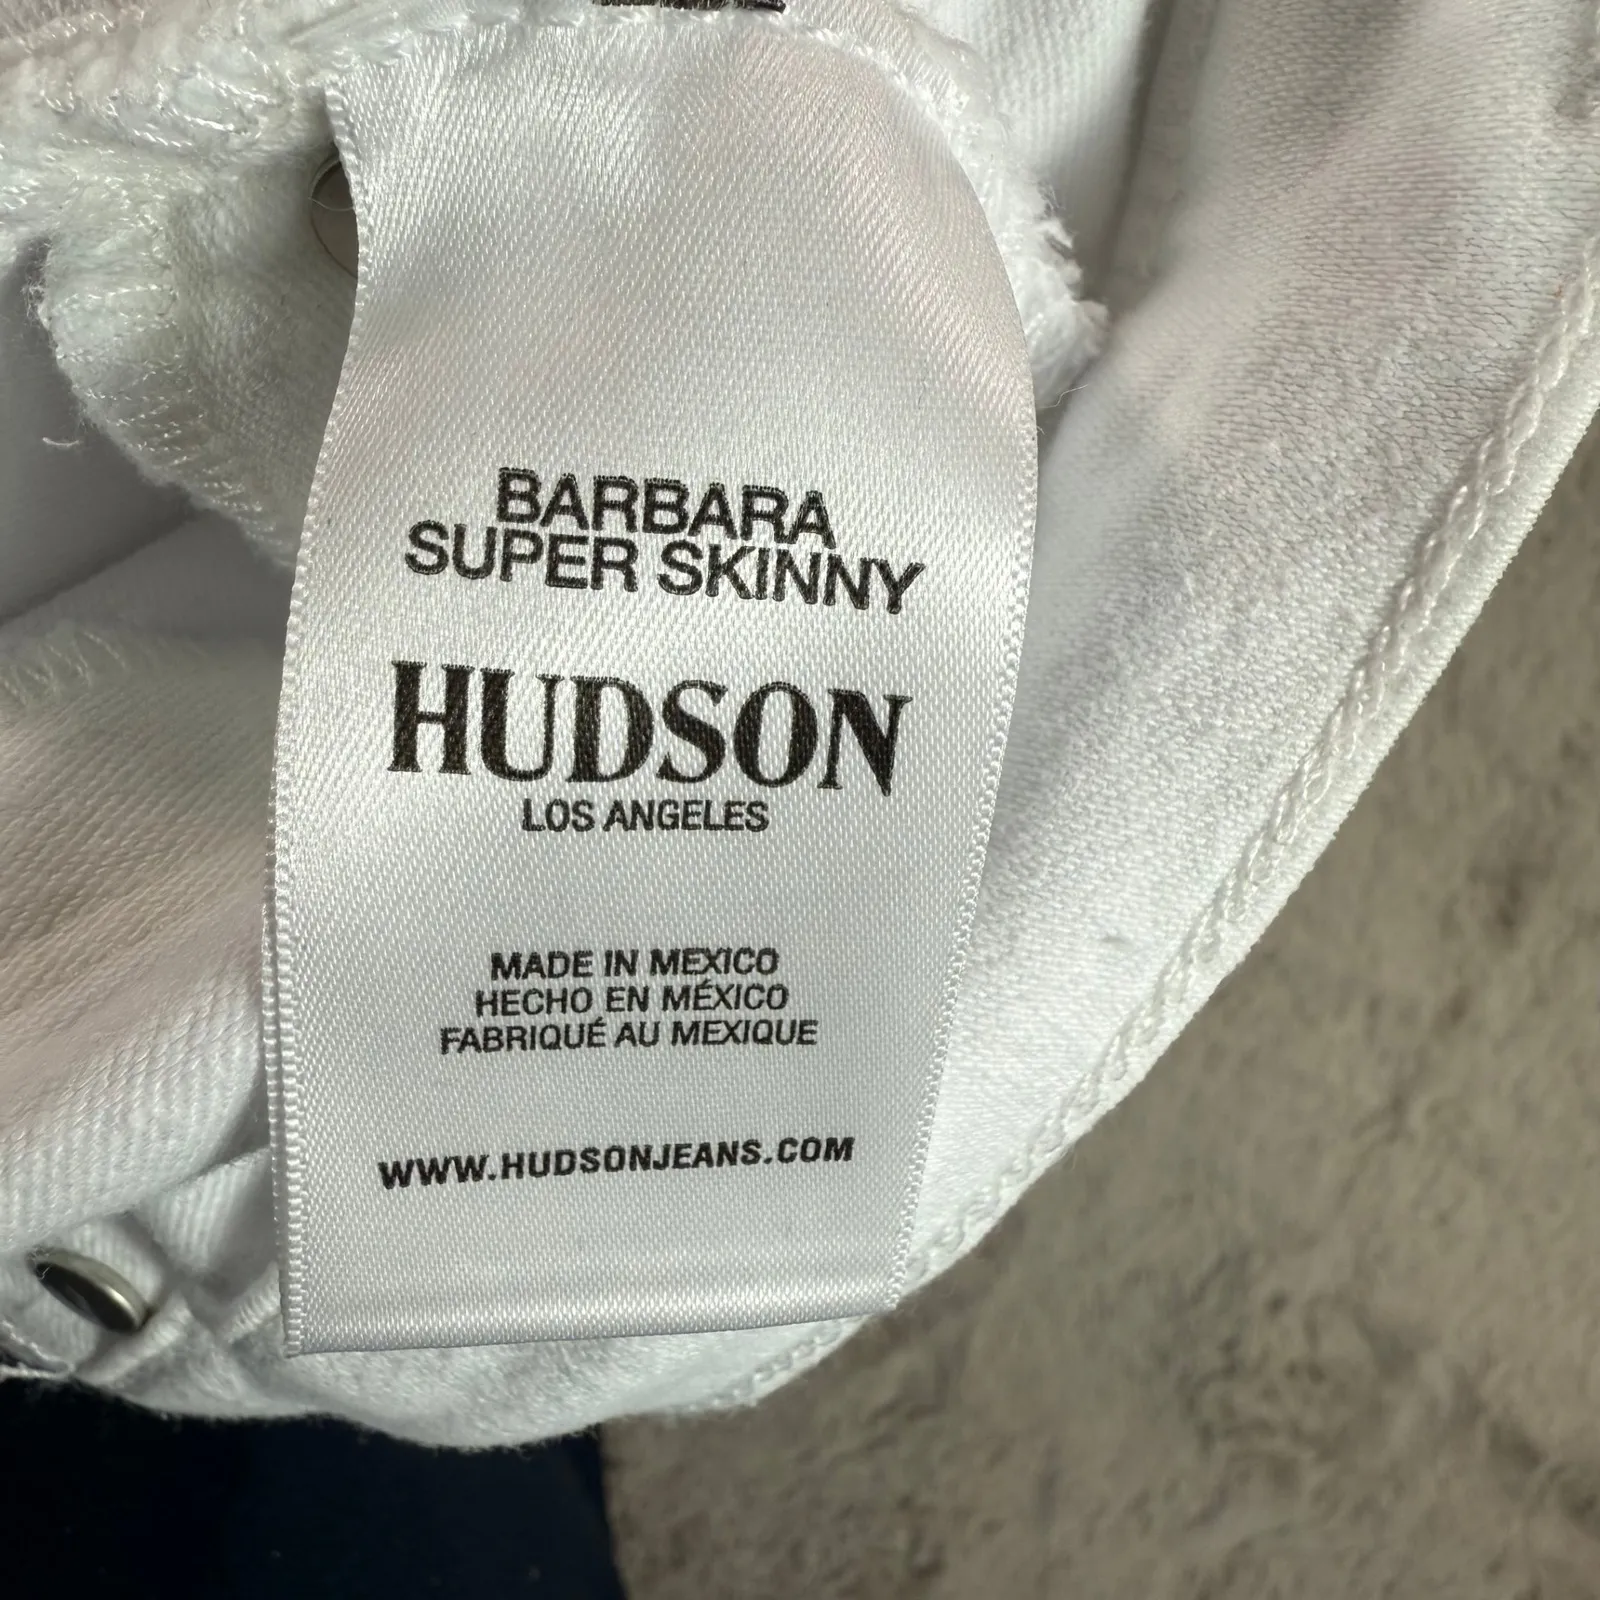 BARBARA
SUPER SKINNY
HUDSON
LOS ANGELES
MADE IN MEXICO
HECHO EN MÉXICO
FABRIQUÉ AU MEXIQUE
WWW.HUDSONJEANS.COM